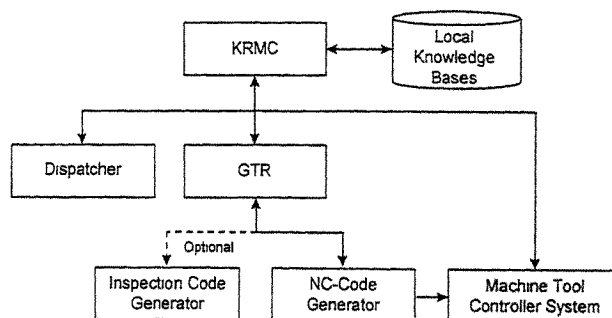 KRMC
Local
Knowledge
Bases
Dispatcher
GTR
Optional
Inspection Code
Generator
NC-Code
Generator
Machine Tool
Controller System